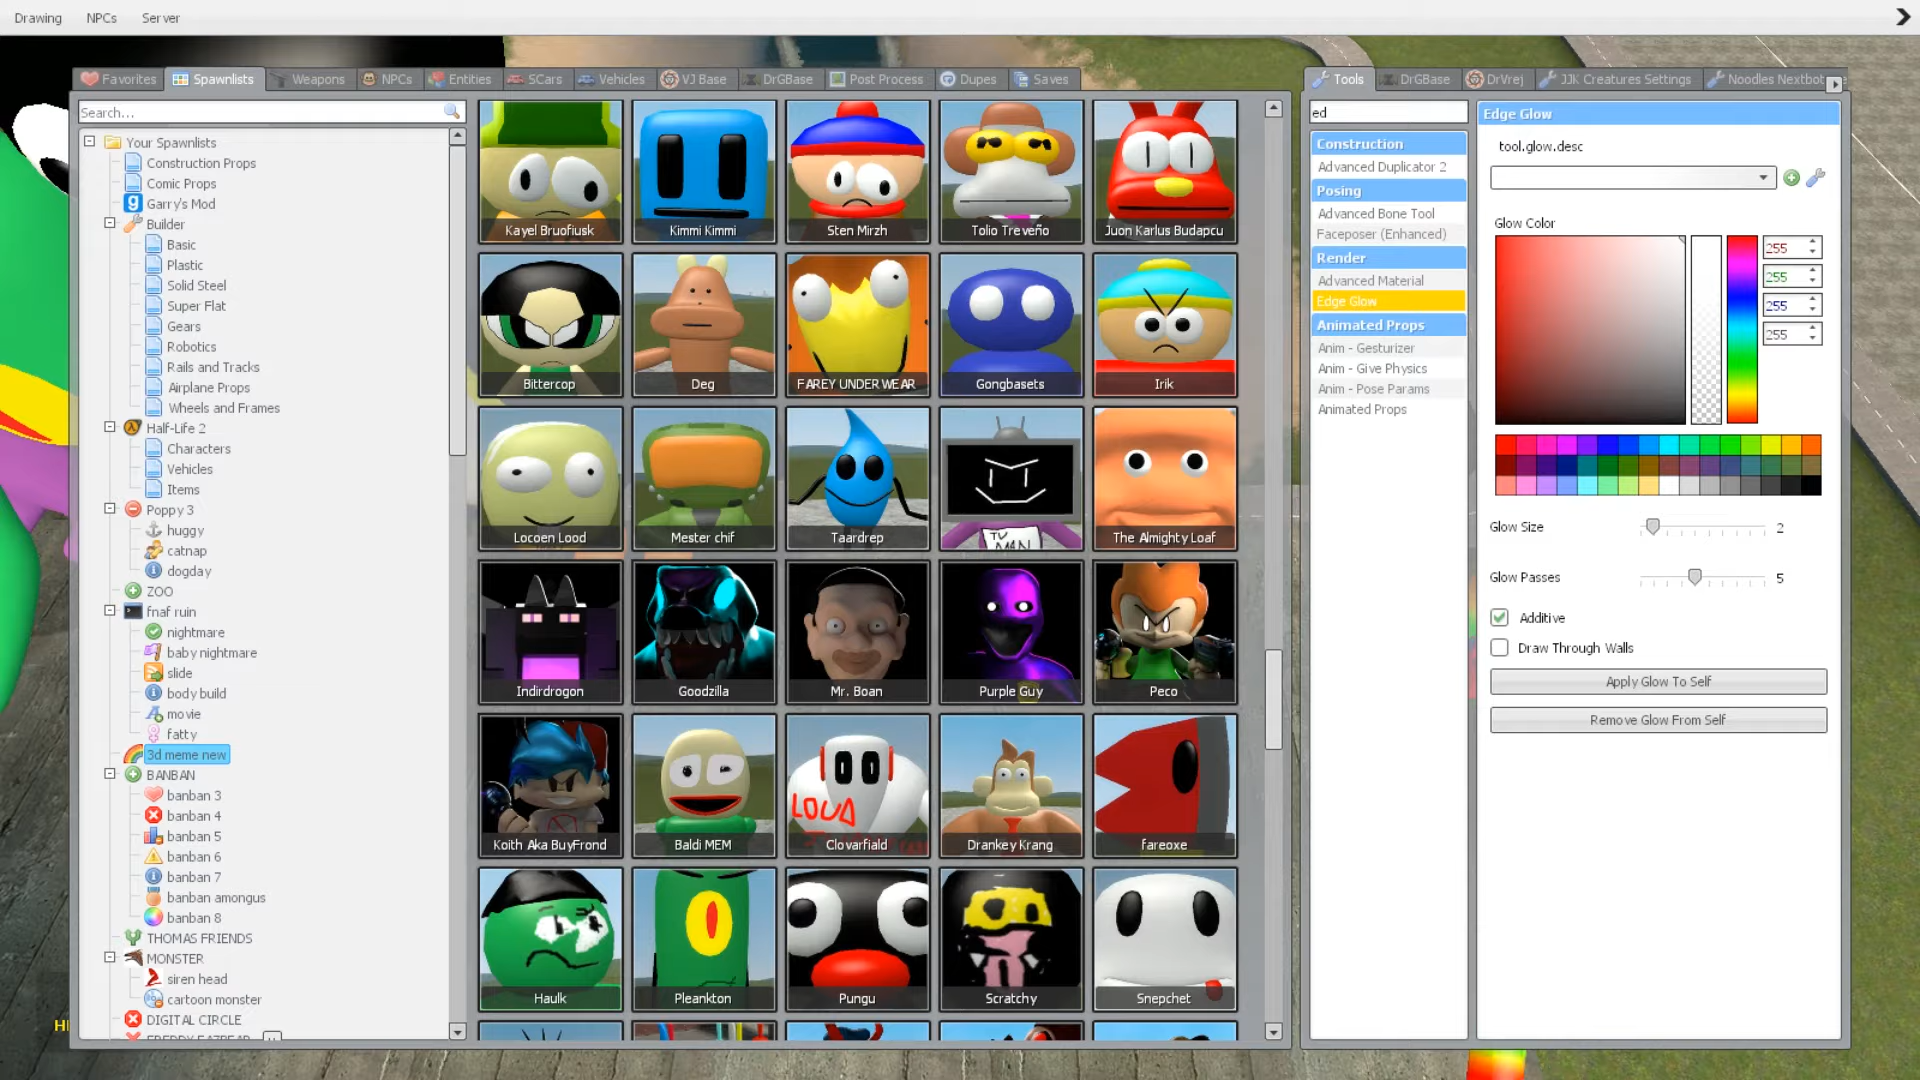 Drawing NPCs Server
Favorites Spawnlists Weapons NPCs Entities SCars Vehicles VJ Base DrGBase Post Process Dupes Saves
Search...
Your Spawnlists
Construction Props
Comic Props
Garry's Mod
Builder
Basic
Plastic
Solid Steel
Super Flat
Gears
Robotics
Rails and Tracks
Airplane Props
Wheels and Frames
Half-Life 2
Characters
Vehicles
Items
Poppy 3
huggy
catnap
dogday
ZOO
fnaf ruin
nightmare
baby nightmare
slide
body build
movie
fatty
3d meme new
BANBAN
banban 3
banban 4
banban 5
banban 6
banban 7
banban amongus
banban 8
THOMAS FRIENDS
MONSTER
siren head
cartoon monster
DIGITAL CIRCLE
Kayel Bruofiusk Kimmi Kimmi Sten Mirzh Tolio Treveño Juon Karlus Budapcu
Bittercop Deg FAREY UNDERWEAR Gongbasets Irik
Locoen Lood Mester chif Taardrep TV MAN The Almighty Loaf
Indirdrogon Goodzilla Mr. Boan Purple Guy Peco
LOUD
Koith Aka BuyFrond Baldi MEM Clovarfiald Drankey Krang fareoxe
Haulk Pleankton Pungu Scratchy Snepchet
Tools DrGBase DrVrej JJK Creatures Settings Noodles Nextbot
ed
Construction
Advanced Duplicator 2
Posing
Advanced Bone Tool
Faceposer (Enhanced)
Render
Advanced Material
Edge Glow
Animated Props
Anim - Gesturizer
Anim - Give Physics
Anim - Pose Params
Animated Props
Edge Glow
tool.glow.desc
Glow Color
255
255
255
255
Glow Size 2
Glow Passes 5
Additive
Draw Through Walls
Apply Glow To Self
Remove Glow From Self